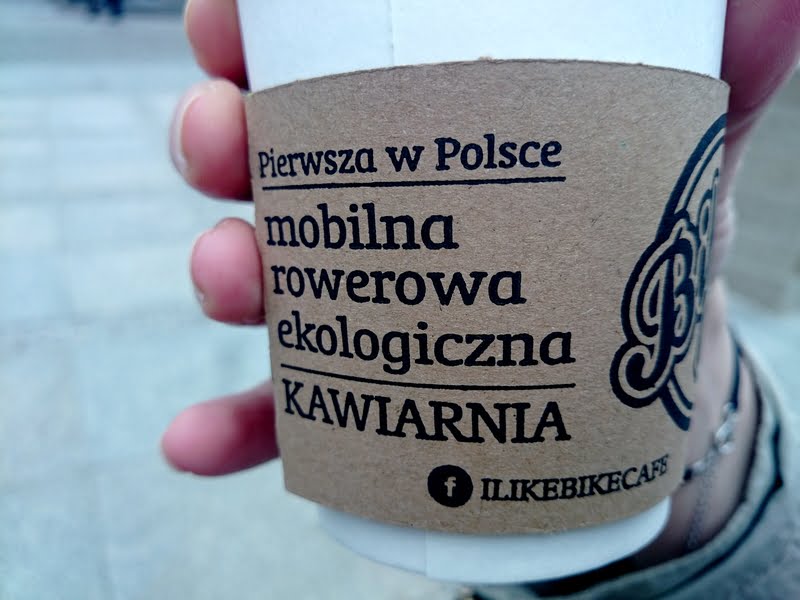 Pierwsza w Polsce
mobilna
rowerowa
ekologiczna
KAWIARNIA
f ILIKEBIKECAFE